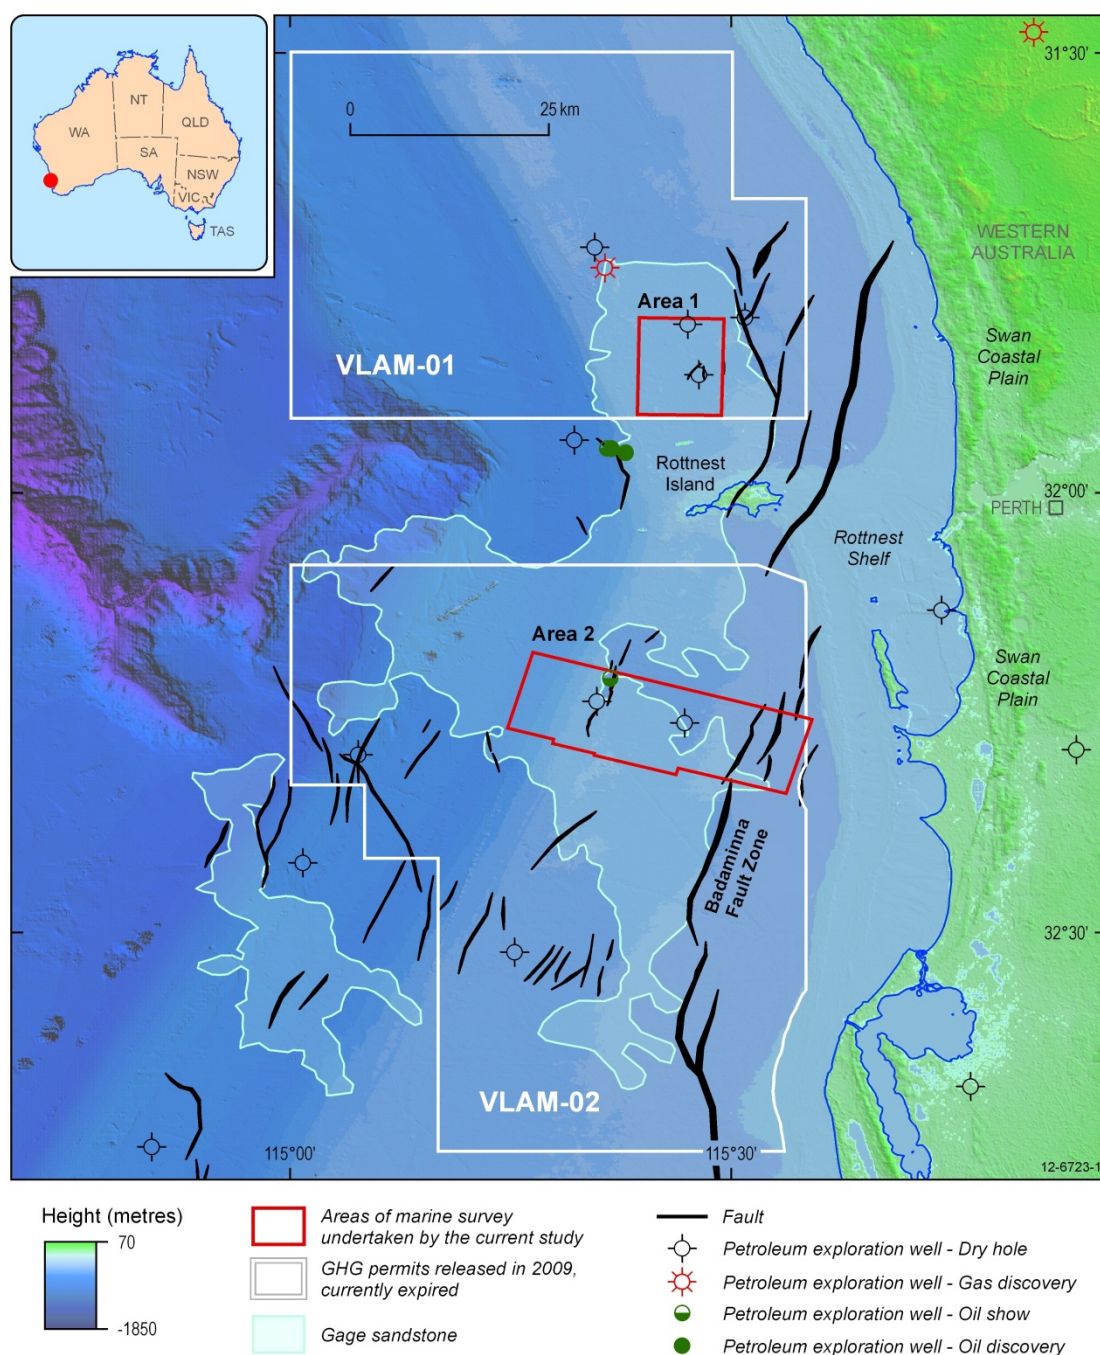 NT
WA
QLD
SA
NSW
VIC
TAS
31°30'
0
25 km
WESTERN
AUSTRALIA
Area 1
Swan
Coastal
Plain
VLAM-01
Rottnest
Island
32°00'
PERTH
Rottnest
Shelf
Area 2
Swan
Coastal
Plain
Badaminna
Fault Zone
32°30'
VLAM-02
115°00'
115°30'
12-6723-1
Height (metres)
70
-1850
Areas of marine survey
undertaken by the current study
GHG permits released in 2009,
currently expired
Gage sandstone
Fault
Petroleum exploration well - Dry hole
Petroleum exploration well - Gas discovery
Petroleum exploration well - Oil show
Petroleum exploration well - Oil discovery